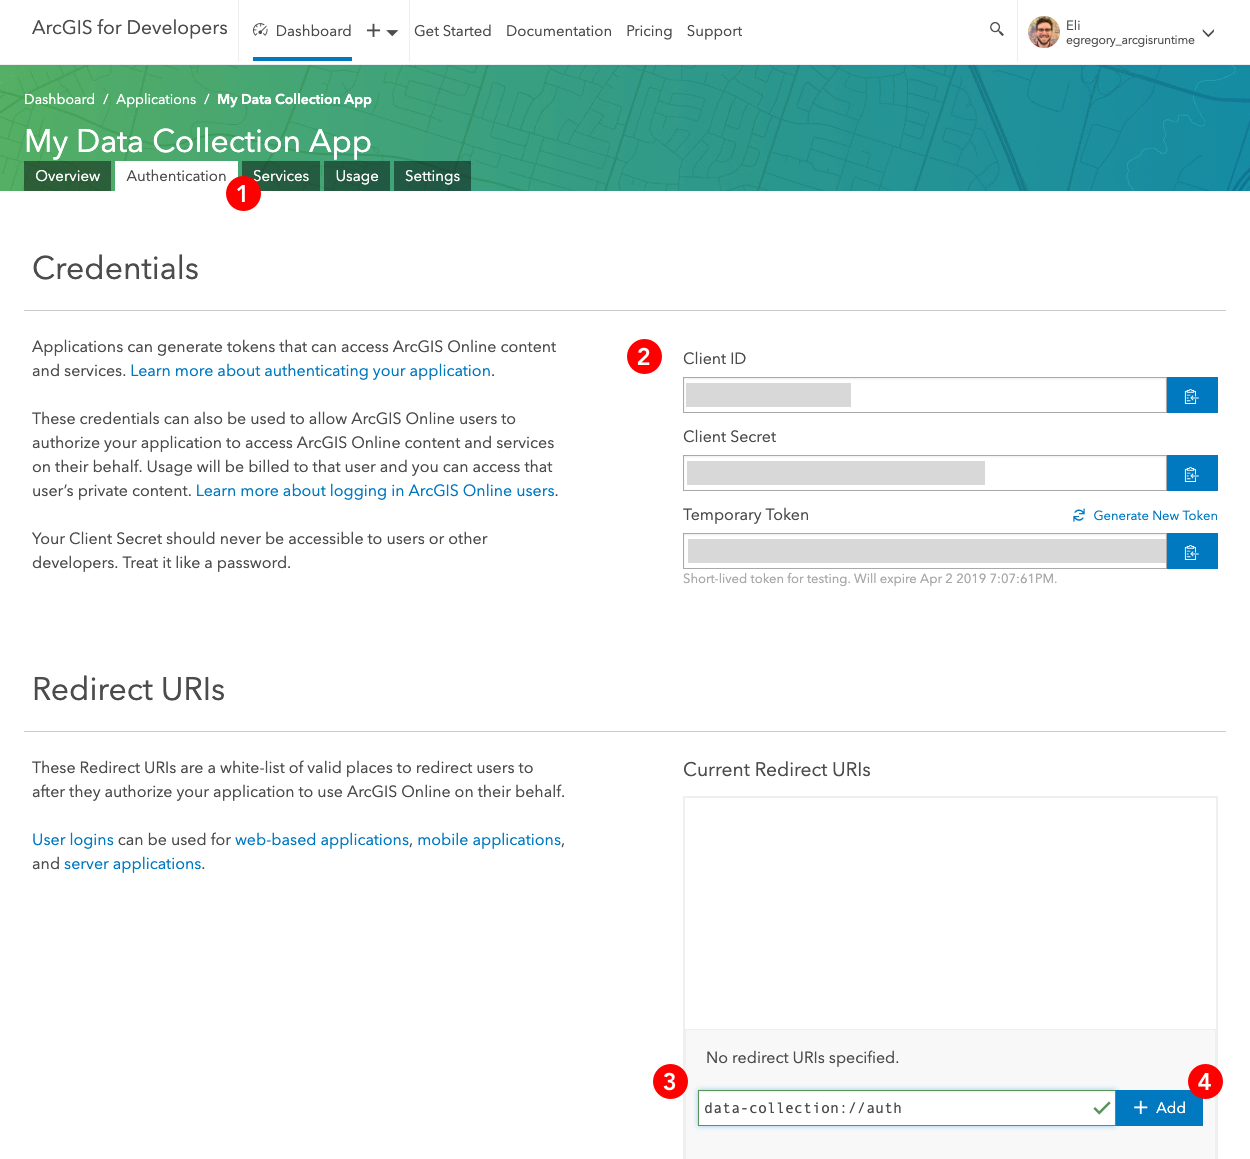 ArcGIS for Developers
Dashboard
Get Started
Documentation
Pricing
Support
Eli
egregory_arcgisruntime
Dashboard / Applications / My Data Collection App
My Data Collection App
Overview
Authentication
Services
Usage
Settings
1
Credentials
Applications can generate tokens that can access ArcGIS Online content
and services. Learn more about authenticating your application.
These credentials can also be used to allow ArcGIS Online users to
authorize your application to access ArcGIS Online content and services
on their behalf. Usage will be billed to that user and you can access that
user's private content. Learn more about logging in ArcGIS Online users.
Your Client Secret should never be accessible to users or other
developers. Treat it like a password.
2
Client ID
Client Secret
Temporary Token
Generate New Token
Short-lived token for testing. Will expire Apr 2 2019 7:07:61PM.
Redirect URIs
These Redirect URIs are a white-list of valid places to redirect users to
after they authorize your application to use ArcGIS Online on their behalf.
User logins can be used for web-based applications, mobile applications,
and server applications.
Current Redirect URIs
No redirect URIs specified.
3
data-collection://auth
4
+ Add